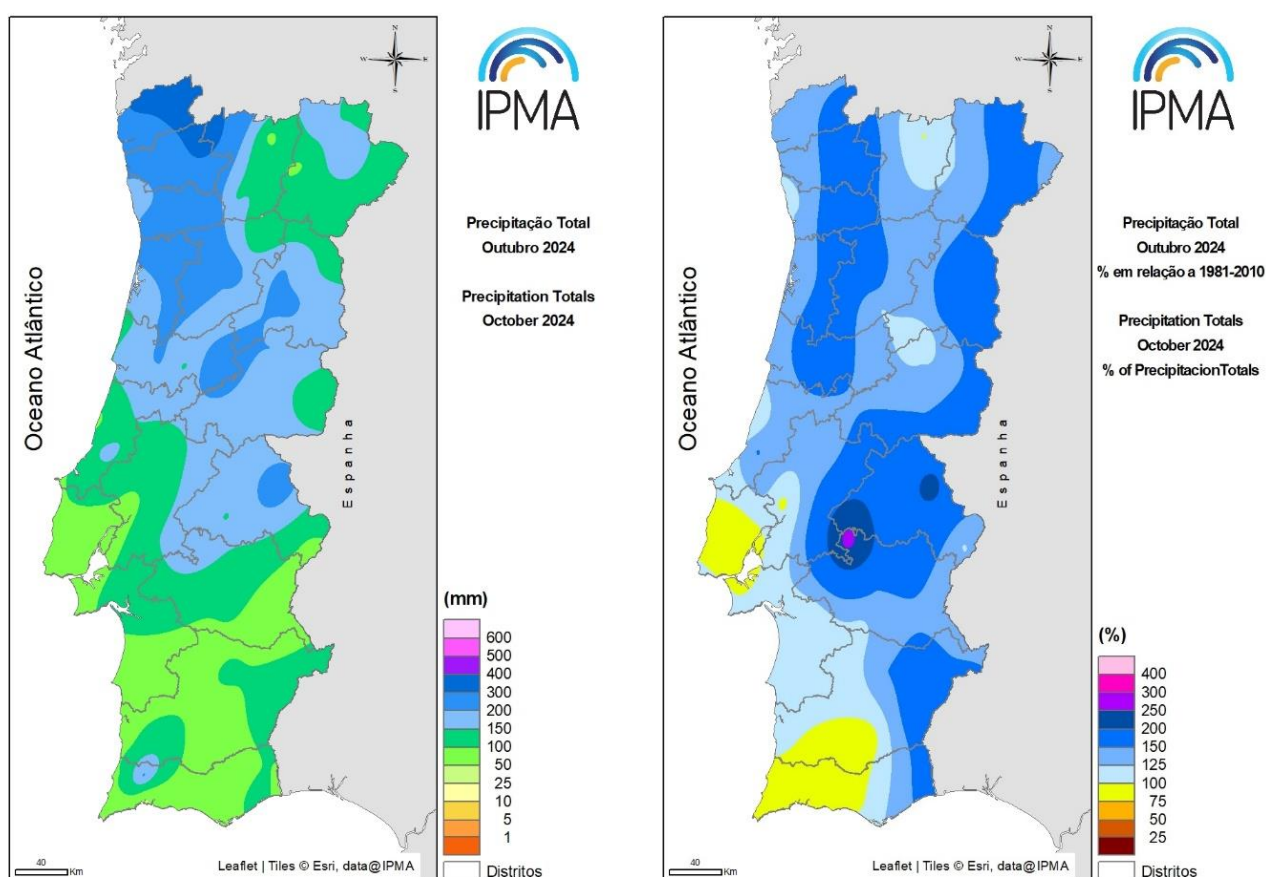 N
W E
S
IPMA
Precipitação Total
Outubro 2024
Precipitation Totals
October 2024
Oceano Atlântico
Espanha
(mm)
600
500
400
300
200
150
100
50
25
10
5
1
Distritos
40
Km
Leaflet | Tiles © Esri, data@IPMA
N
W E
S
IPMA
Precipitação Total
Outubro 2024
% em relação a 1981-2010
Precipitation Totals
October 2024
% of PrecipitacionTotals
Oceano Atlântico
Espanha
(%)
400
300
250
200
150
125
100
75
50
25
Distritos
40
Km
Leaflet | Tiles © Esri, data@IPMA